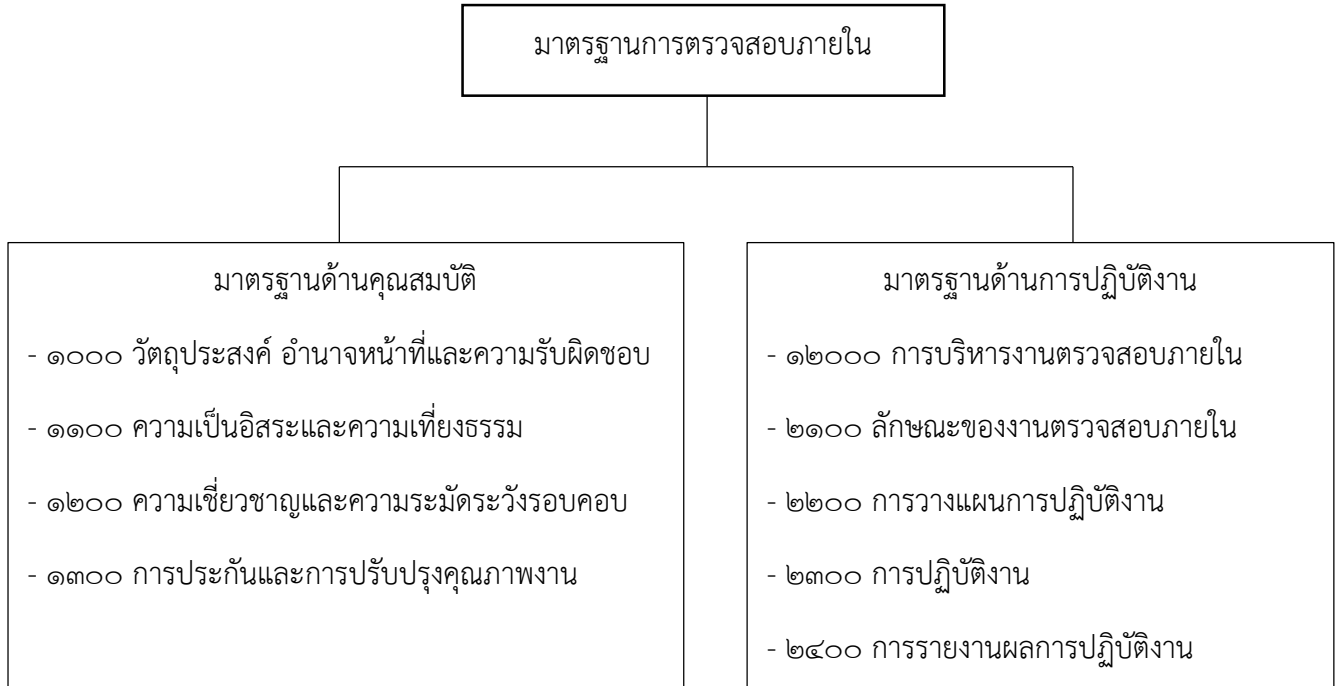 มาตรฐานการตรวจสอบภายใน
มาตรฐานด้านคุณสมบัติ
- ๑๐๐๐ วัตถุประสงค์ อำนาจหน้าที่และความรับผิดชอบ
- ๑๑๐๐ ความเป็นอิสระและความเที่ยงธรรม
- ๑๒๐๐ ความเชี่ยวชาญและความระมัดระวังรอบคอบ
- ๑๓๐๐ การประกันและการปรับปรุงคุณภาพงาน
มาตรฐานด้านการปฏิบัติงาน
- ๑๒๐๐๐ การบริหารงานตรวจสอบภายใน
- ๒๑๐๐ ลักษณะของงานตรวจสอบภายใน
- ๒๒๐๐ การวางแผนการปฏิบัติงาน
- ๒๓๐๐ การปฏิบัติงาน
- ๒๔๐๐ การรายงานผลการปฏิบัติงาน